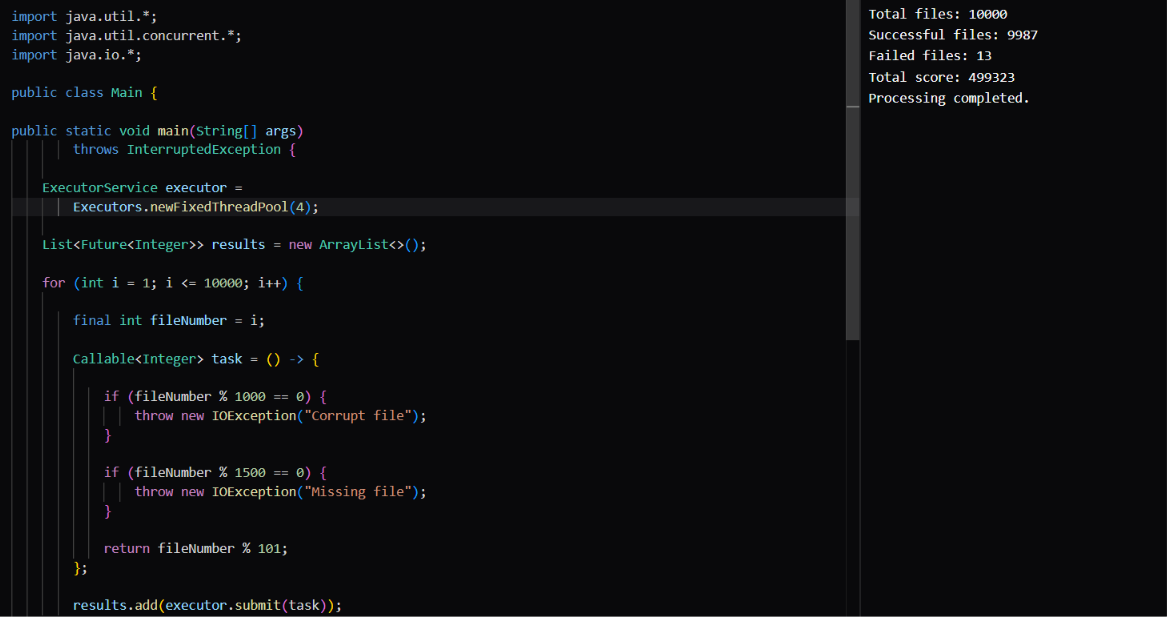 import java.util.*;
import java.util.concurrent.*;
import java.io.*;
public class Main {
public static void main(String[] args)
throws InterruptedException {
ExecutorService executor =
Executors.newFixedThreadPool(4);
List<Future<Integer>> results = new ArrayList<>();
for (int i = 1; i <= 10000; i++) {
final int fileNumber = i;
Callable<Integer> task = () -> {
if (fileNumber % 1000 == 0) {
throw new IOException("Corrupt file");
}
if (fileNumber % 1500 == 0) {
throw new IOException("Missing file");
}
return fileNumber % 101;
};
results.add(executor.submit(task));
Total files: 10000
Successful files: 9987
Failed files: 13
Total score: 499323
Processing completed.